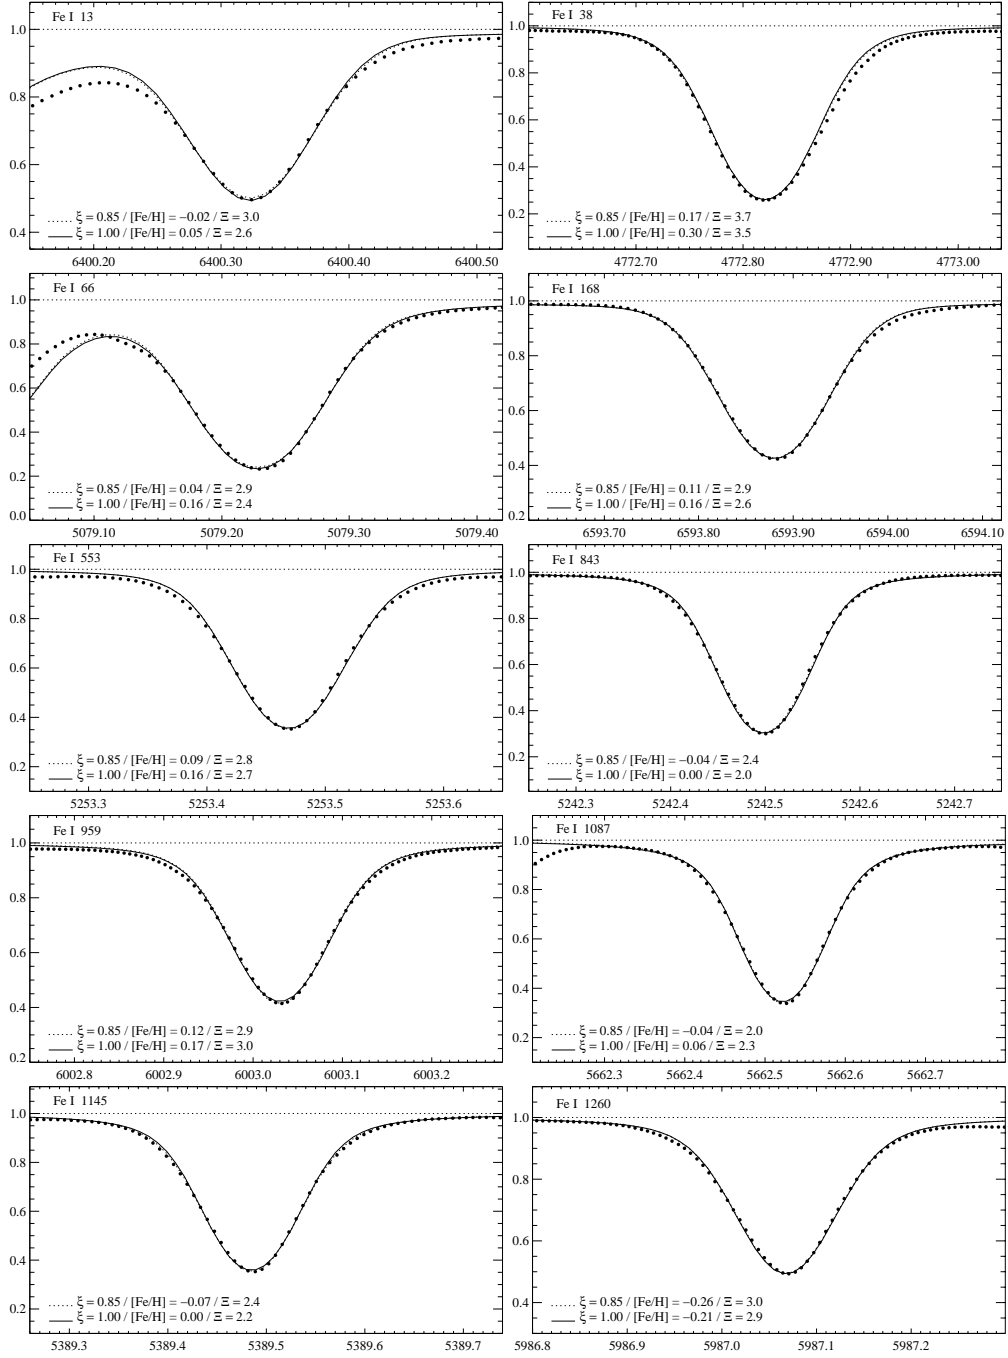 Fe I 13
1.0
0.8
0.6
0.4
ξ = 0.85 / [Fe/H] = −0.02 / Ξ = 3.0
ξ = 1.00 / [Fe/H] = 0.05 / Ξ = 2.6
6400.20 6400.30 6400.40 6400.50
Fe I 38
1.0
0.8
0.6
0.4
0.2
ξ = 0.85 / [Fe/H] = 0.17 / Ξ = 3.7
ξ = 1.00 / [Fe/H] = 0.30 / Ξ = 3.5
4772.70 4772.80 4772.90 4773.00
Fe I 66
1.0
0.8
0.6
0.4
0.2
0.0
ξ = 0.85 / [Fe/H] = 0.04 / Ξ = 2.9
ξ = 1.00 / [Fe/H] = 0.16 / Ξ = 2.4
5079.10 5079.20 5079.30 5079.40
Fe I 168
1.0
0.8
0.6
0.4
0.2
ξ = 0.85 / [Fe/H] = 0.11 / Ξ = 2.9
ξ = 1.00 / [Fe/H] = 0.16 / Ξ = 2.6
6593.70 6593.80 6593.90 6594.00 6594.10
Fe I 553
1.0
0.8
0.6
0.4
0.2
ξ = 0.85 / [Fe/H] = 0.09 / Ξ = 2.8
ξ = 1.00 / [Fe/H] = 0.16 / Ξ = 2.7
5253.3 5253.4 5253.5 5253.6
Fe I 843
1.0
0.8
0.6
0.4
0.2
ξ = 0.85 / [Fe/H] = −0.04 / Ξ = 2.4
ξ = 1.00 / [Fe/H] = 0.00 / Ξ = 2.0
5242.3 5242.4 5242.5 5242.6 5242.7
Fe I 959
1.0
0.8
0.6
0.4
0.2
ξ = 0.85 / [Fe/H] = 0.12 / Ξ = 2.9
ξ = 1.00 / [Fe/H] = 0.17 / Ξ = 3.0
6002.8 6002.9 6003.0 6003.1 6003.2
Fe I 1087
1.0
0.8
0.6
0.4
0.2
ξ = 0.85 / [Fe/H] = −0.04 / Ξ = 2.0
ξ = 1.00 / [Fe/H] = 0.06 / Ξ = 2.3
5662.3 5662.4 5662.5 5662.6 5662.7
Fe I 1145
1.0
0.8
0.6
0.4
0.2
ξ = 0.85 / [Fe/H] = −0.07 / Ξ = 2.4
ξ = 1.00 / [Fe/H] = 0.00 / Ξ = 2.2
5389.3 5389.4 5389.5 5389.6 5389.7
Fe I 1260
1.0
0.8
0.6
0.4
ξ = 0.85 / [Fe/H] = −0.26 / Ξ = 3.0
ξ = 1.00 / [Fe/H] = −0.21 / Ξ = 2.9
5986.8 5986.9 5987.0 5987.1 5987.2